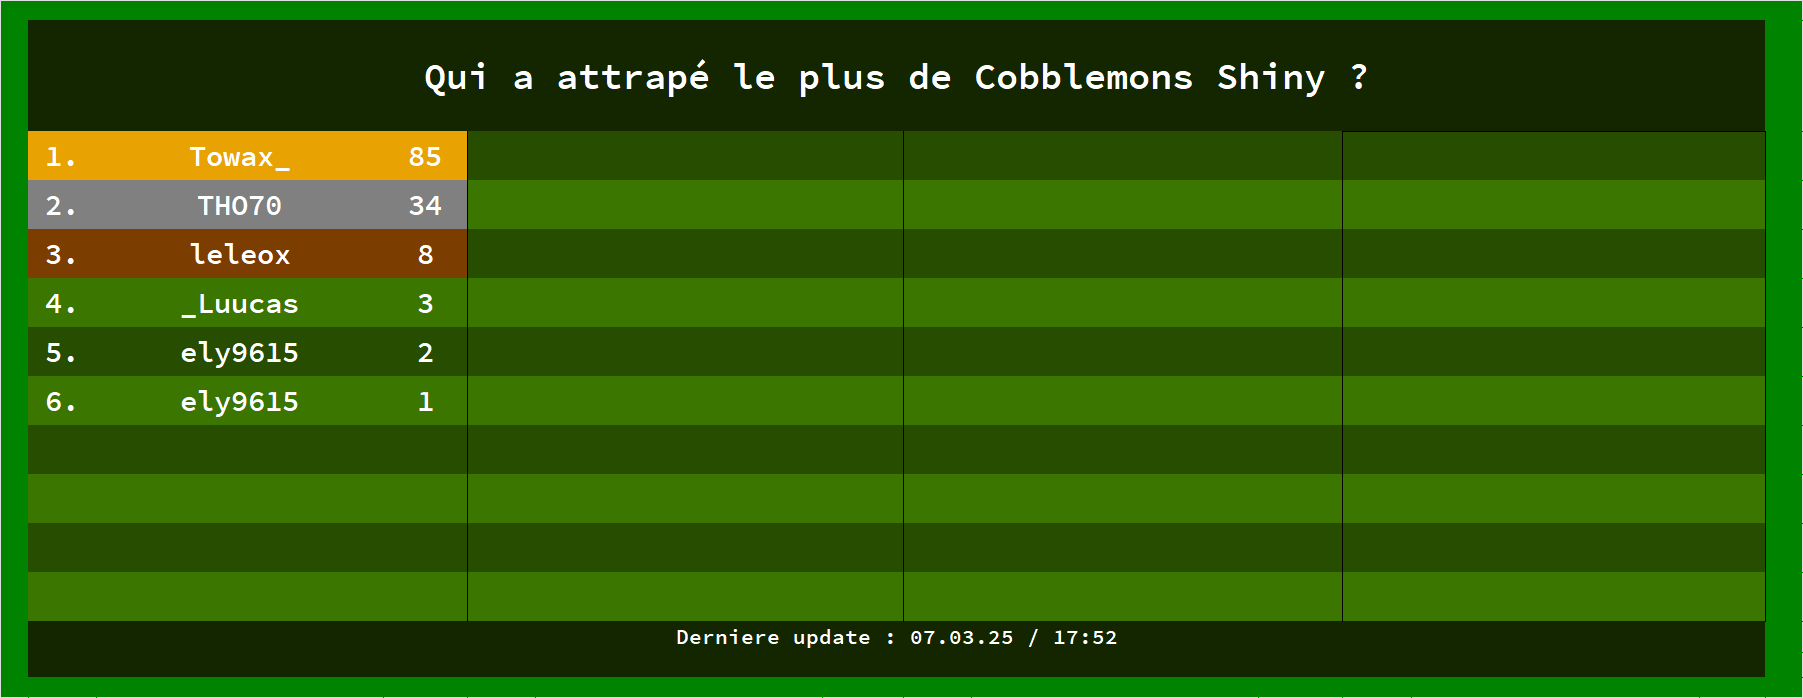 Qui a attrapé le plus de Cobblemons Shiny ?
1. Towax_ 85
2. THO70 34
3. leleox 8
4. _Luucas 3
5. ely9615 2
6. ely9615 1
Derniere update : 07.03.25 / 17:52